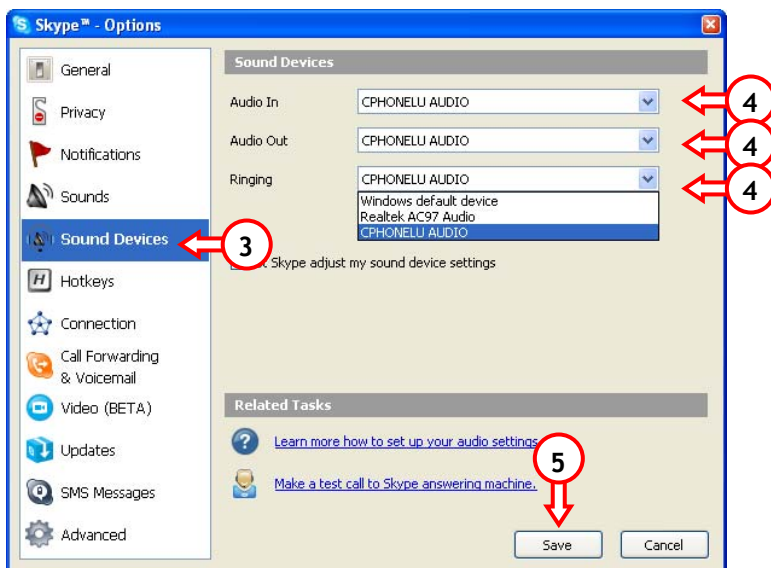 Skype™ - Options
General
Privacy
Notifications
Sounds
Sound Devices
Hotkeys
Connection
Call Forwarding
& Voicemail
Video (BETA)
Updates
SMS Messages
Advanced
3
Sound Devices
Audio In CPHONELU AUDIO 4
Audio Out CPHONELU AUDIO 4
Ringing CPHONELU AUDIO 4
Windows default device
Realtek AC97 Audio
CPHONELU AUDIO
Skype adjust my sound device settings
Related Tasks
Learn more how to set up your audio settings
Make a test call to Skype answering machine.
5
Save Cancel